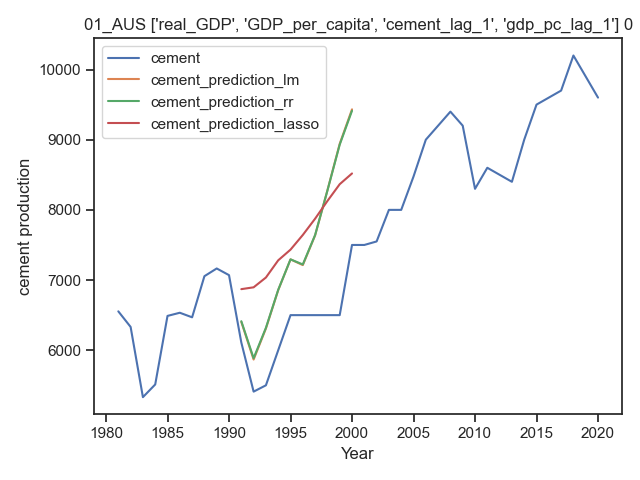 01_AUS ['real_GDP', 'GDP_per_capita', 'cement_lag_1', 'gdp_pc_lag_1'] 0
cement
cement_prediction_lm
cement_prediction_rr
cement_prediction_lasso
10000
9000
8000
7000
6000
cement production
1980 1985 1990 1995 2000 2005 2010 2015 2020
Year